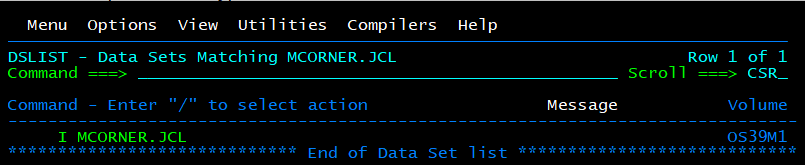 Menu Options View Utilities Compilers Help
DSLIST - Data Sets Matching MCORNER.JCL Row 1 of 1
Command ===> Scroll ===> CSR_
Command - Enter "/" to select action Message Volume
I MCORNER.JCL OS39M1
***************************** End of Data Set list ****************************